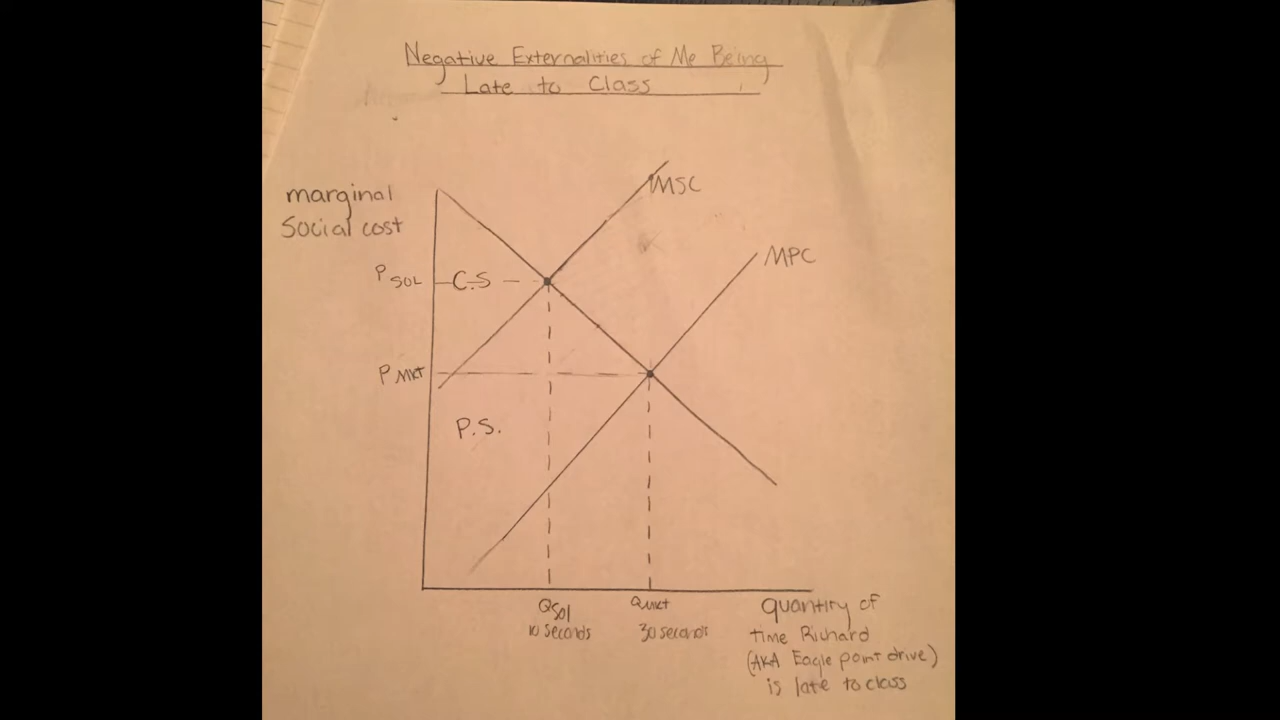 Negative Externalities of Me Being
Late to Class
marginal
Social cost
MSC
MPC
PSOL
C.S
PMKT
P.S.
QSol
10 seconds
QMKT
30 seconds
quantity of
time Richard
(AKA Eagle point drive)
is late to class